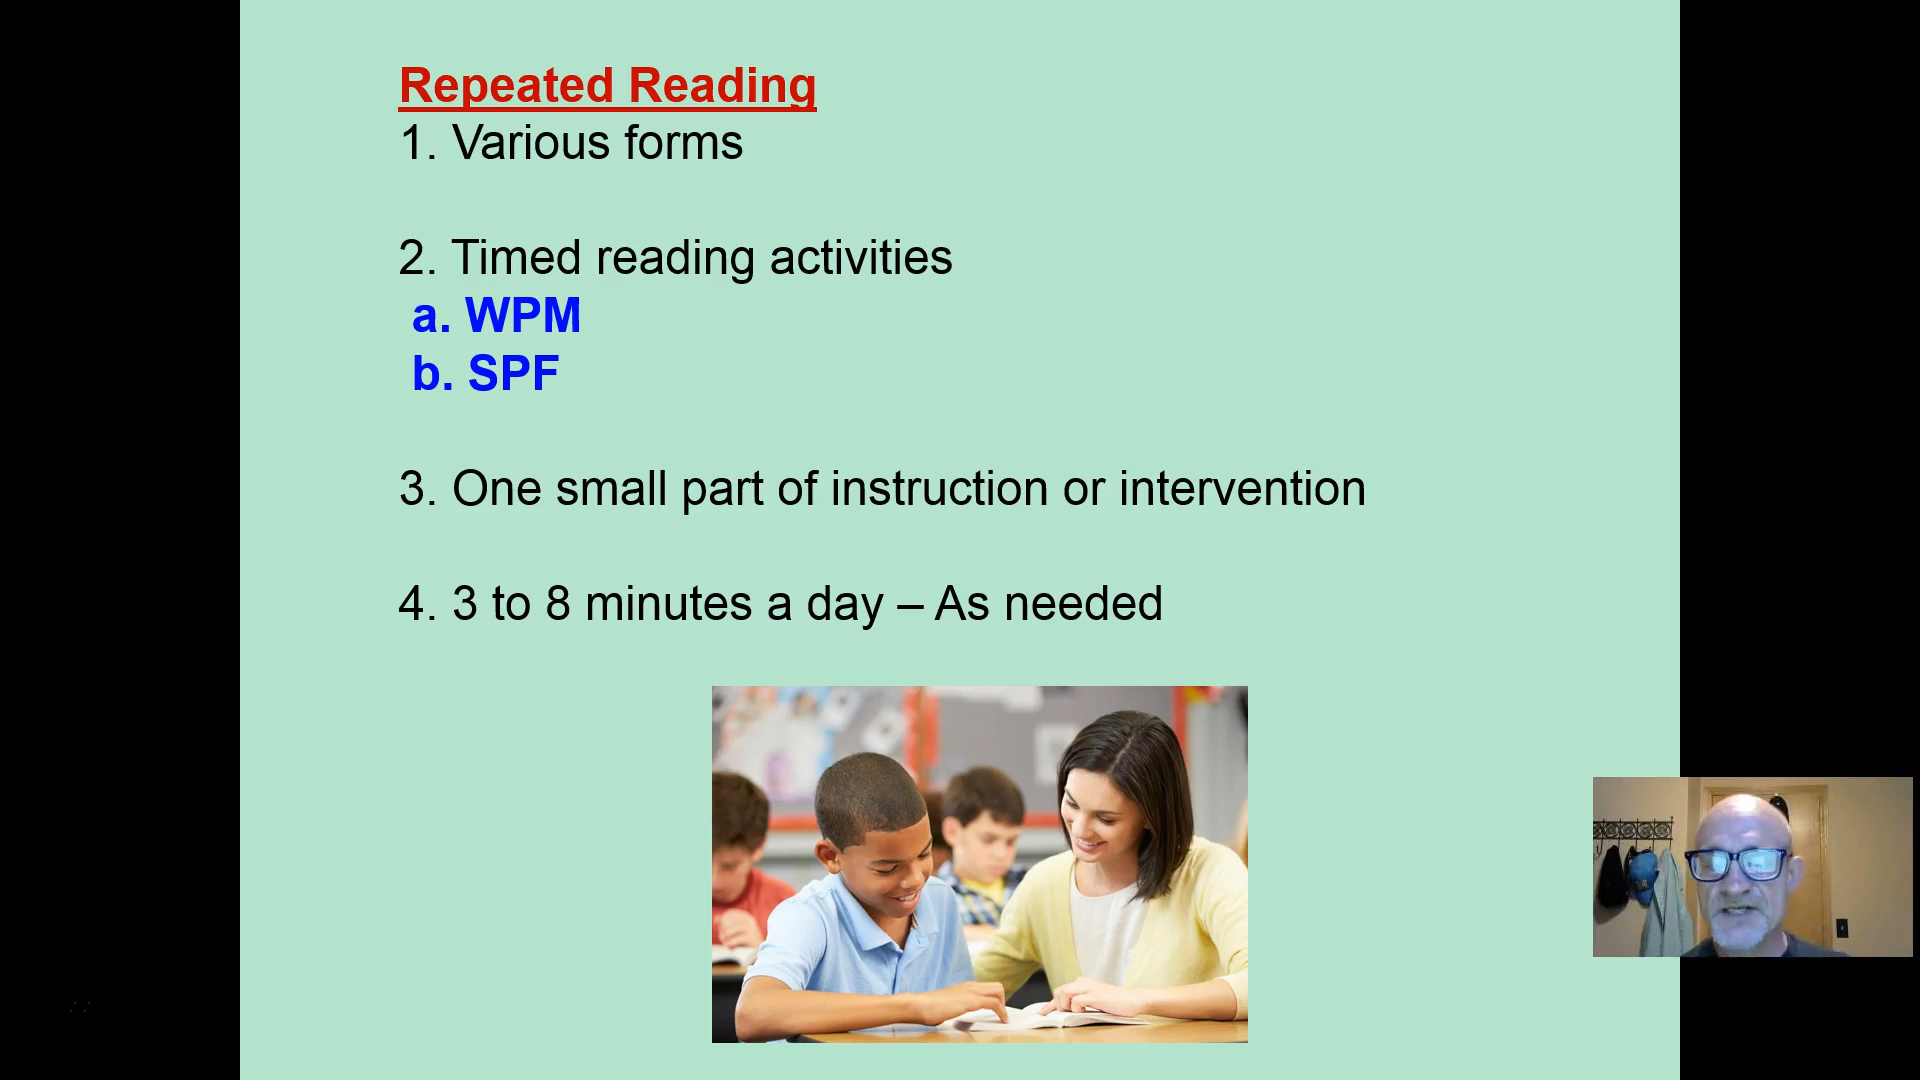 Repeated Reading
1. Various forms
2. Timed reading activities
a. WPM
b. SPF
3. One small part of instruction or intervention
4. 3 to 8 minutes a day – As needed